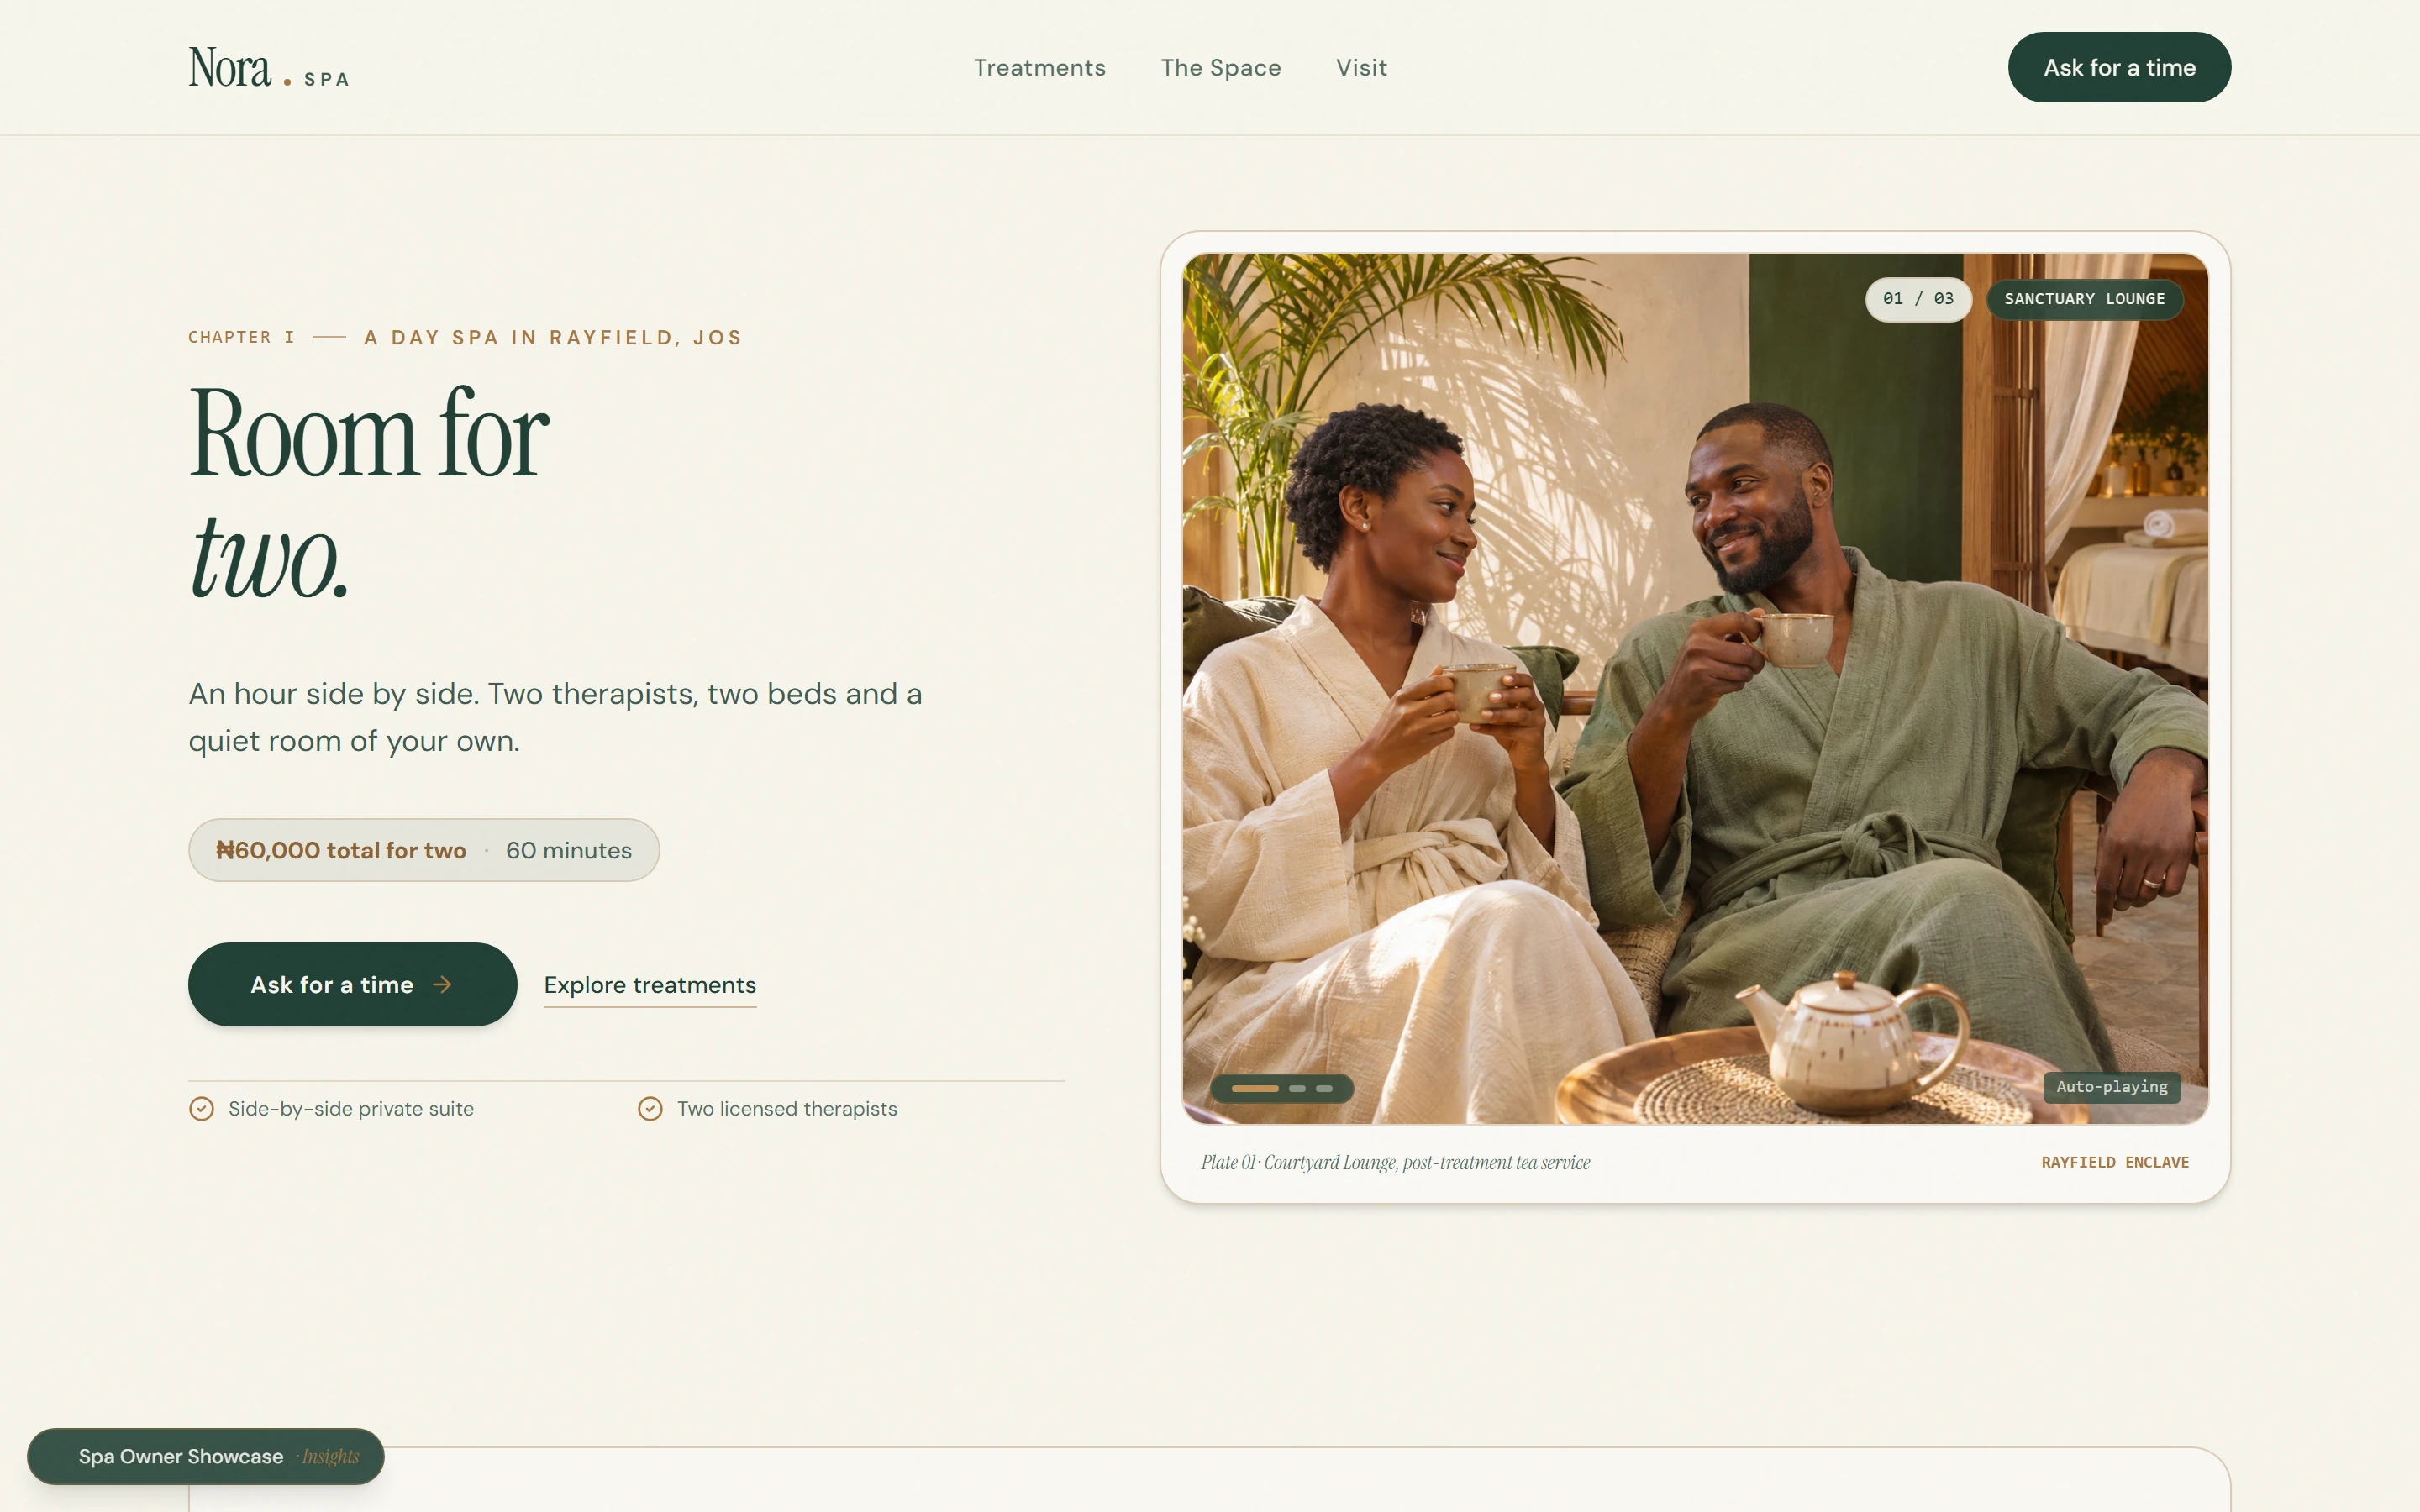 Nora . SPA
Treatments
The Space
Visit
Ask for a time
CHAPTER I — A DAY SPA IN RAYFIELD, JOS
Room for
two.
An hour side by side. Two therapists, two beds and a
quiet room of your own.
₦60,000 total for two · 60 minutes
Ask for a time →
Explore treatments
Side-by-side private suite
Two licensed therapists
01 / 03
SANCTUARY LOUNGE
Auto-playing
Plate 01 · Courtyard Lounge, post-treatment tea service
RAYFIELD ENCLAVE
Spa Owner Showcase · Insights